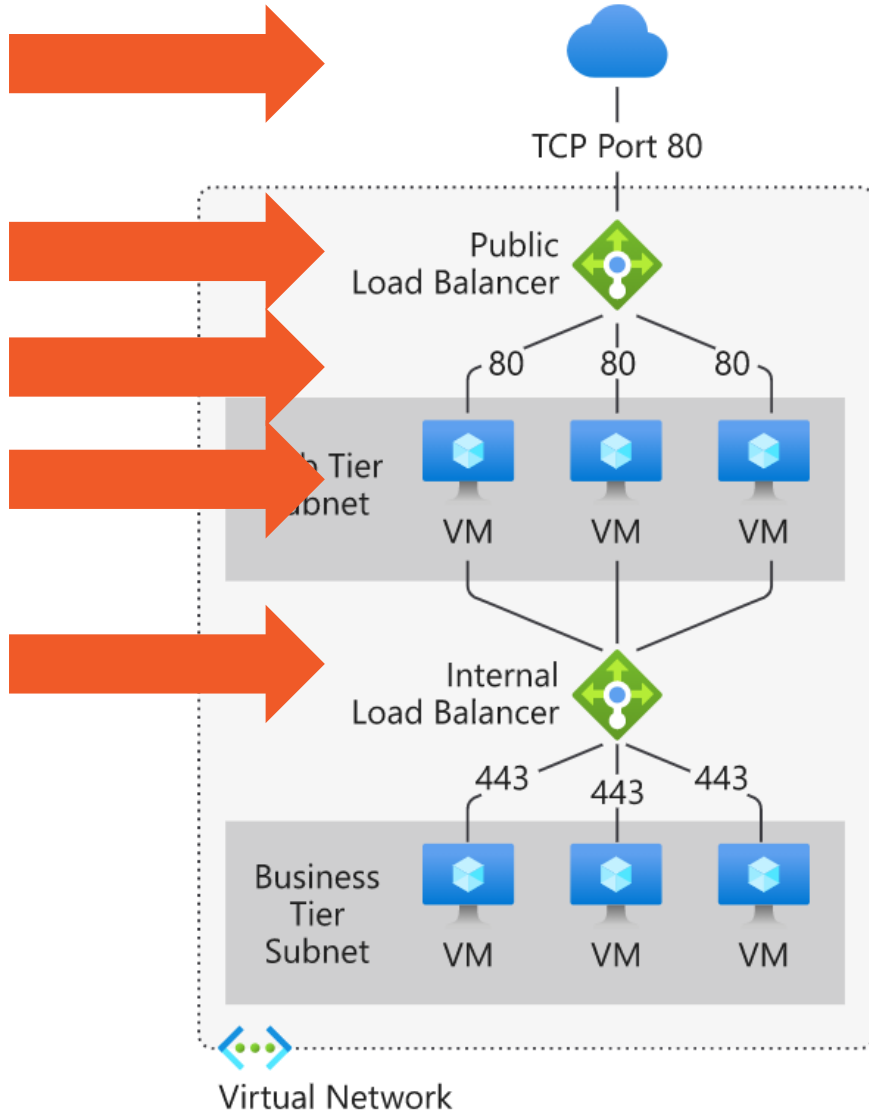 TCP Port 80
Public
Load Balancer
80 80 80
Tier
VM VM VM
Internal
Load Balancer
443 443 443
Business
Tier
Subnet
VM VM VM
Virtual Network